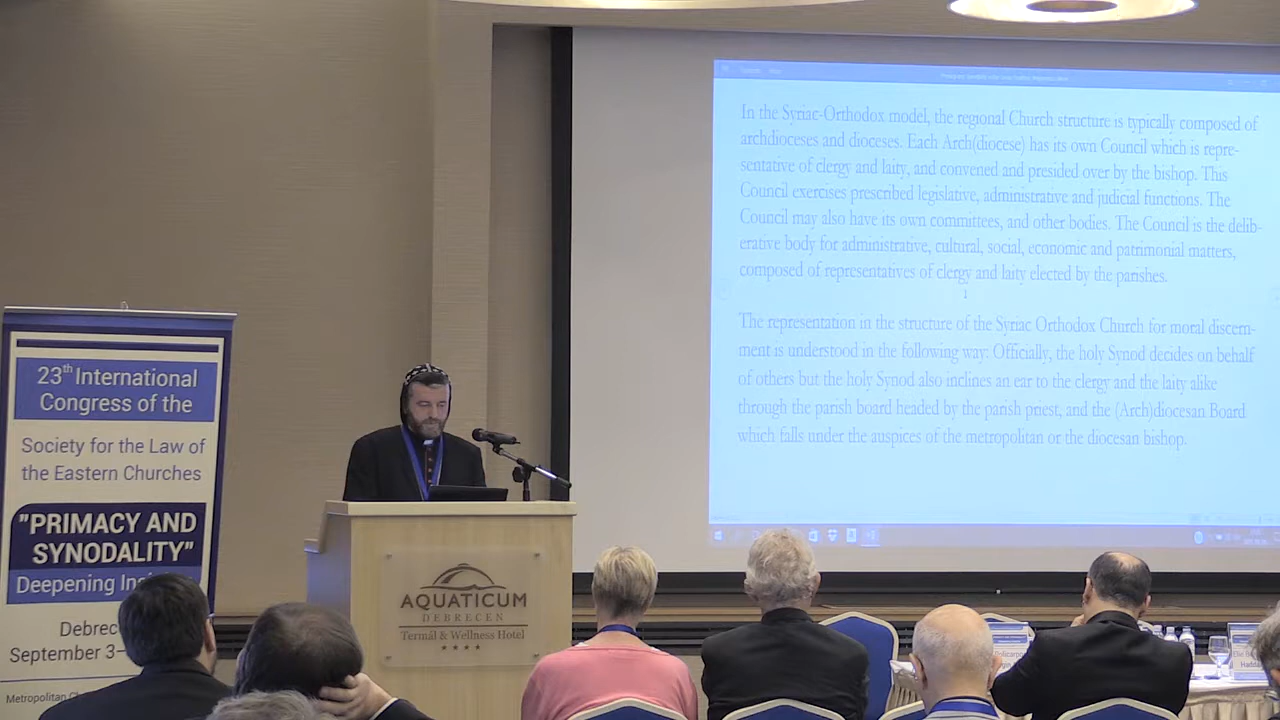 23th International
Congress of the
Society for the Law of
the Eastern Churches
"PRIMACY AND
SYNODALITY"
Deepening
Debrec
September 3–
Metropolitan
AQUATICUM
DEBRECEN
Termál & Wellness Hotel
In the Syriac-Orthodox model, the regional Church structure is typically composed of
archdioceses and dioceses. Each Arch(diocese) has its own Council which is repre-
sentative of clergy and laity, and convened and presided over by the bishop. This
Council exercises prescribed legislative, administrative and judicial functions. The
Council may also have its own committees, and other bodies. The Council is the delib-
erative body for administrative, cultural, social, economic and patrimonial matters,
composed of representatives of clergy and laity elected by the parishes.
The representation in the structure of the Syriac Orthodox Church for moral discern-
ment is understood in the following way: Officially, the holy Synod decides on behalf
of others but the holy Synod also inclines an ear to the clergy and the laity alike
through the parish board headed by the parish priest, and the (Arch)diocesan Board
which falls under the auspices of the metropolitan or the diocesan bishop.